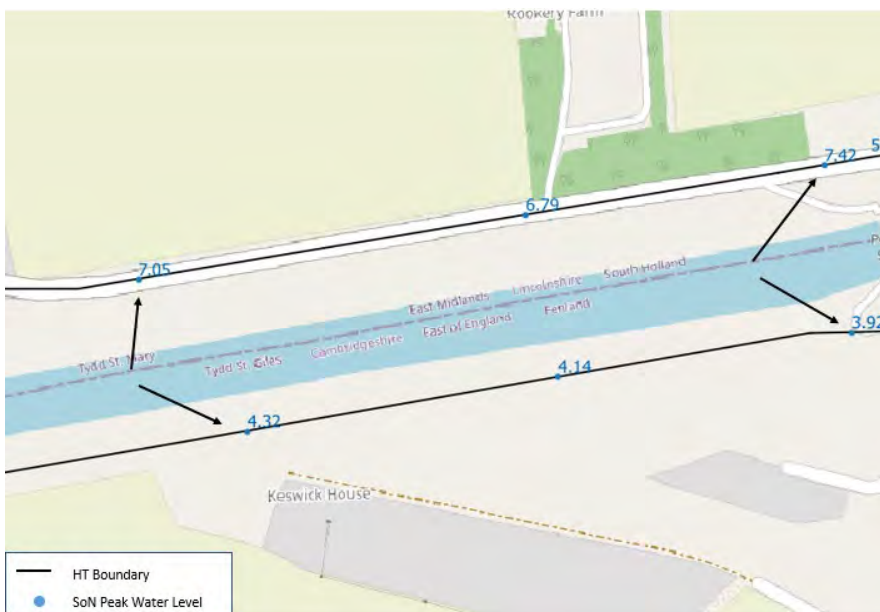 Rookery Farm
7.42
5
6.79
7.05
South Holland
Lincolnshire
East Midlands
Fenland
East of England
Cambridgeshire
Tydd St. Mary
Tydd St. Giles
3.92
4.14
4.32
Keswick House
HT Boundary
SoN Peak Water Level